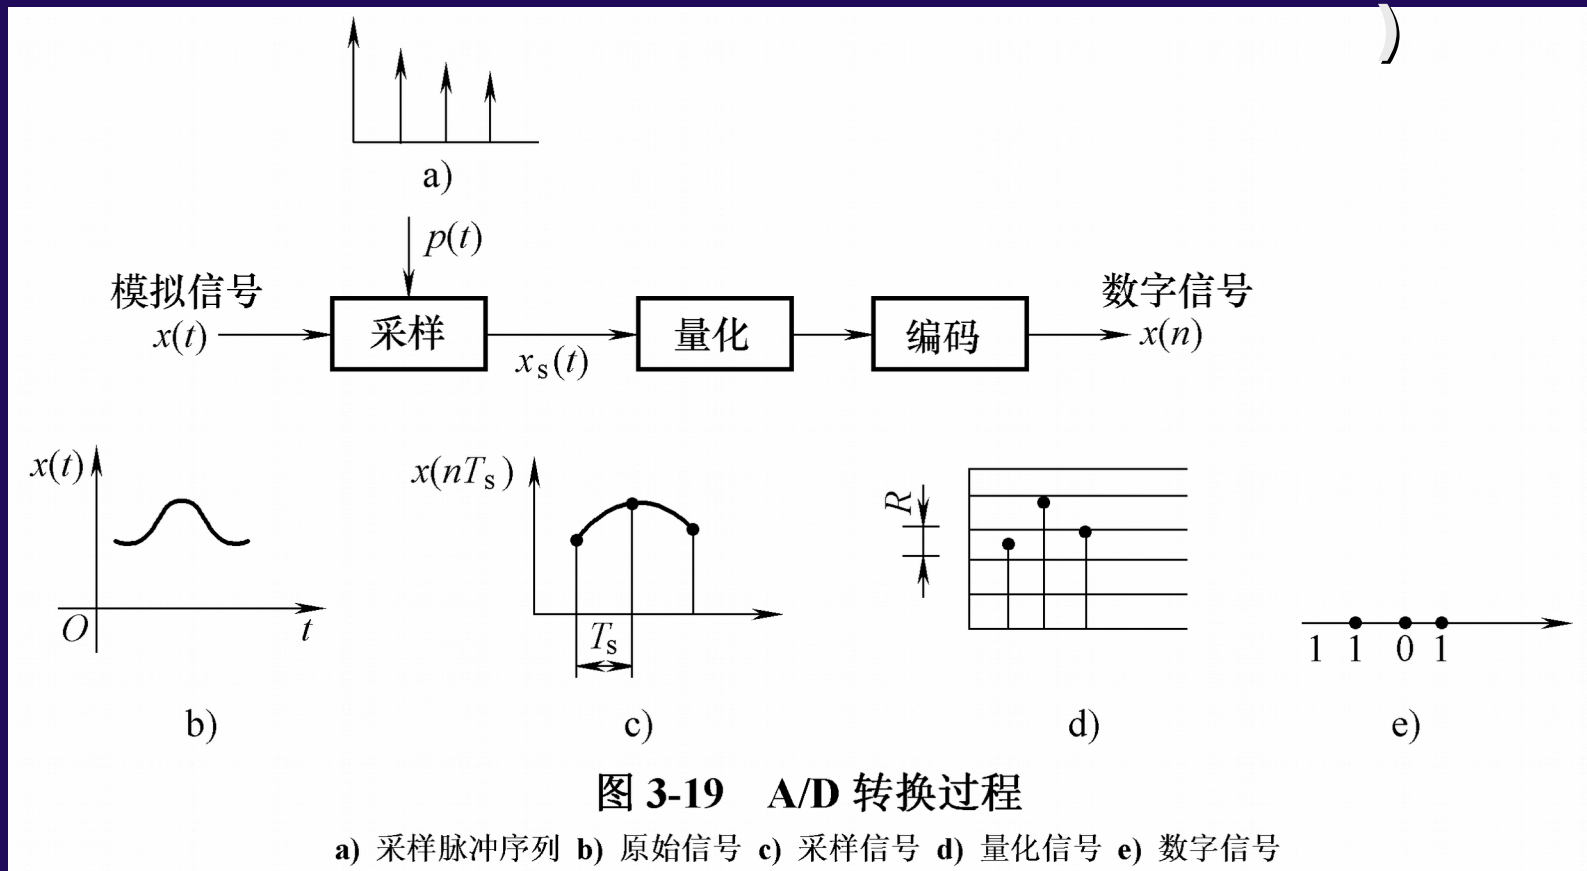 )
a)
p(t)
模拟信号
数字信号
x(t)
采样
xs(t)
量化
编码
x(n)
x(t)
O
t
b)
x(nTs)
Ts
c)
R
d)
1 1 0 1
e)
图 3-19 A/D 转换过程
a) 采样脉冲序列 b) 原始信号 c) 采样信号 d) 量化信号 e) 数字信号